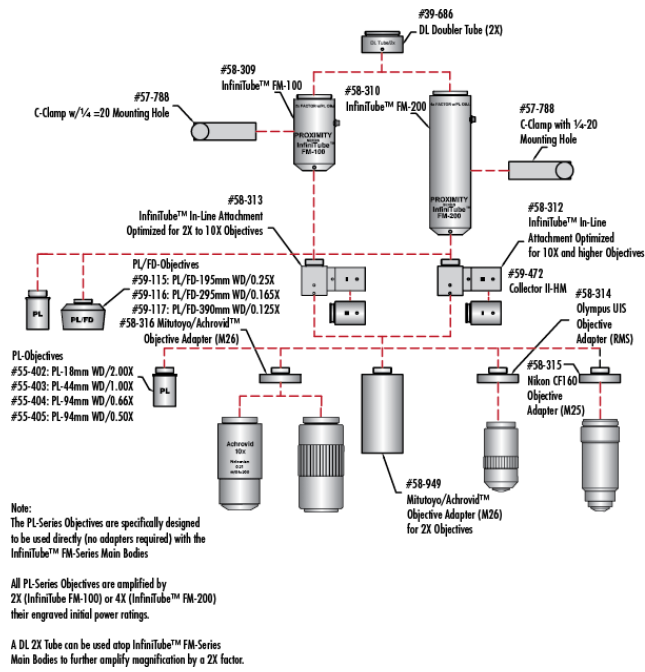 #39-686
DL Doubler Tube (2X)
DL Tube/2x
#58-309
InfiniTube™ FM-100
#58-310
InfiniTube™ FM-200
#57-788
C-Clamp w/¼ =20 Mounting Hole
#57-788
C-Clamp with ¼-20
Mounting Hole
PROXIMITY
InfiniTube™
FM-100
PROXIMITY
InfiniTube™
FM-200
#58-313
InfiniTube™ In-Line Attachment
Optimized for 2X to 10X Objectives
#58-312
InfiniTube™ In-Line
Attachment Optimized
for 10X and higher Objectives
#59-472
Collector II-HM
PL
PL/FD
PL/FD-Objectives
#59-115: PL/FD-195mm WD/0.25X
#59-116: PL/FD-295mm WD/0.165X
#59-117: PL/FD-390mm WD/0.125X
#58-316 Mitutoyo/Achrovid™
Objective Adapter (M26)
#58-314
Olympus UIS
Objective
Adapter (RMS)
#58-315
Nikon CF160
Objective
Adapter (M25)
PL-Objectives
#55-402: PL-18mm WD/2.00X
#55-403: PL-44mm WD/1.00X
#55-404: PL-94mm WD/0.66X
#55-405: PL-94mm WD/0.50X
PL
Achrovid
10x
#58-949
Mitutoyo/Achrovid™
Objective Adapter (M26)
for 2X Objectives
Note:
The PL-Series Objectives are specifically designed
to be used directly (no adapters required) with the
InfiniTube™ FM-Series Main Bodies
All PL-Series Objectives are amplified by
2X (InfiniTube FM-100) or 4X (InfiniTube™ FM-200)
their engraved initial power ratings.
A DL 2X Tube can be used atop InfiniTube™ FM-Series
Main Bodies to further amplify magnification by a 2X factor.